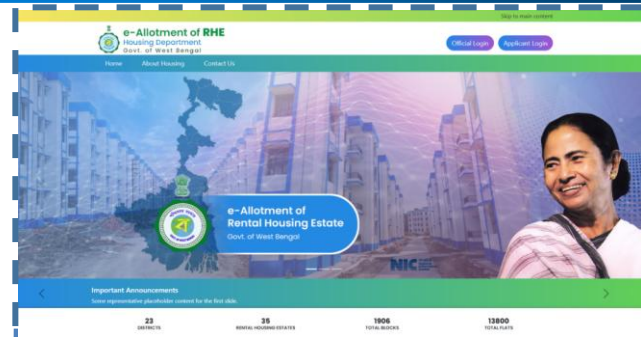 Skip to main content
e-Allotment of RHE
Housing Department
Govt. of West Bengal
Official Login
Applicant Login
Home
About Housing
Contact Us
e-Allotment of
Rental Housing Estate
Govt. of West Bengal
NIC
Important Announcements
Some representative placeholder content for the first slide.
23
DISTRICTS
35
RENTAL HOUSING ESTATES
1906
TOTAL BLOCKS
13800
TOTAL FLATS